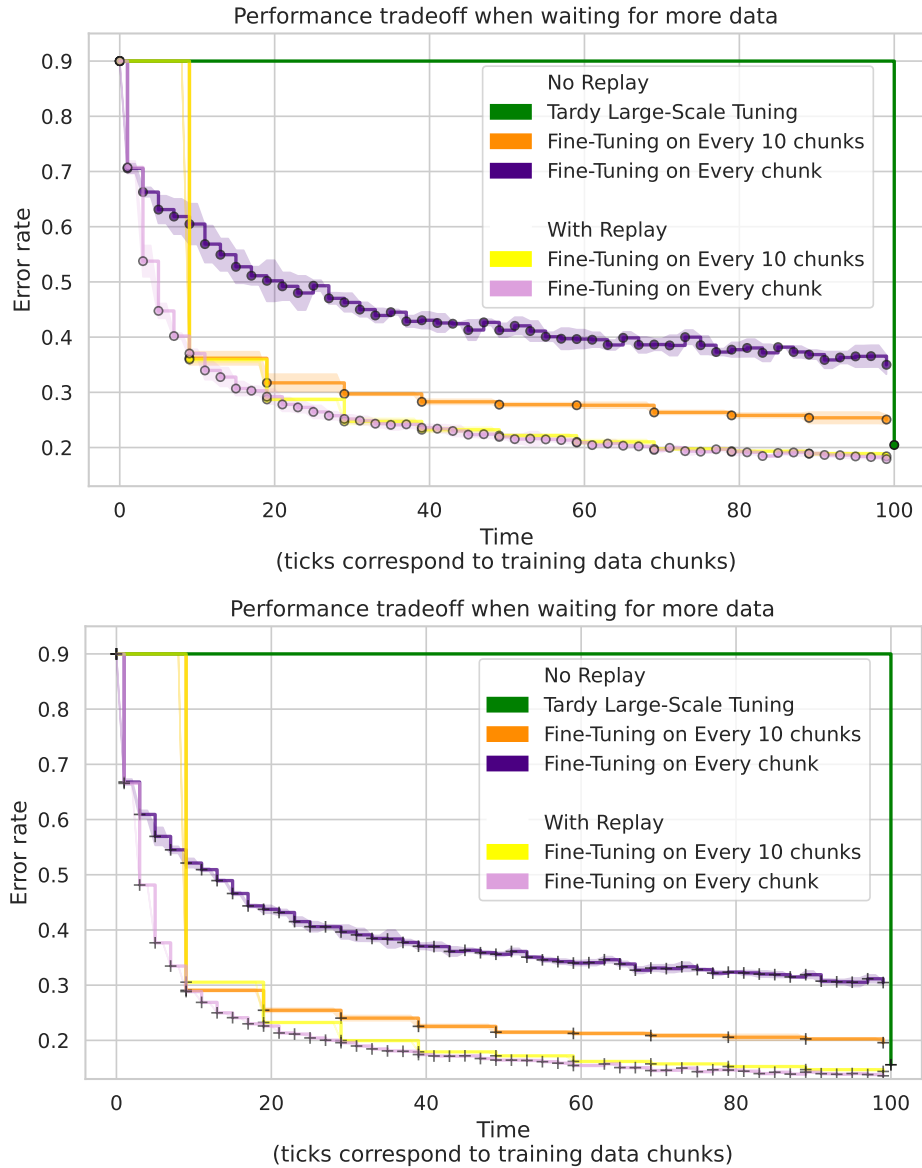 Performance tradeoff when waiting for more data
0.9
0.8
0.7
0.6
0.5
0.4
0.3
0.2
Error rate
No Replay
Tardy Large-Scale Tuning
Fine-Tuning on Every 10 chunks
Fine-Tuning on Every chunk
With Replay
Fine-Tuning on Every 10 chunks
Fine-Tuning on Every chunk
0 20 40 60 80 100
Time
(ticks correspond to training data chunks)
Performance tradeoff when waiting for more data
0.9
0.8
0.7
0.6
0.5
0.4
0.3
0.2
Error rate
No Replay
Tardy Large-Scale Tuning
Fine-Tuning on Every 10 chunks
Fine-Tuning on Every chunk
With Replay
Fine-Tuning on Every 10 chunks
Fine-Tuning on Every chunk
0 20 40 60 80 100
Time
(ticks correspond to training data chunks)